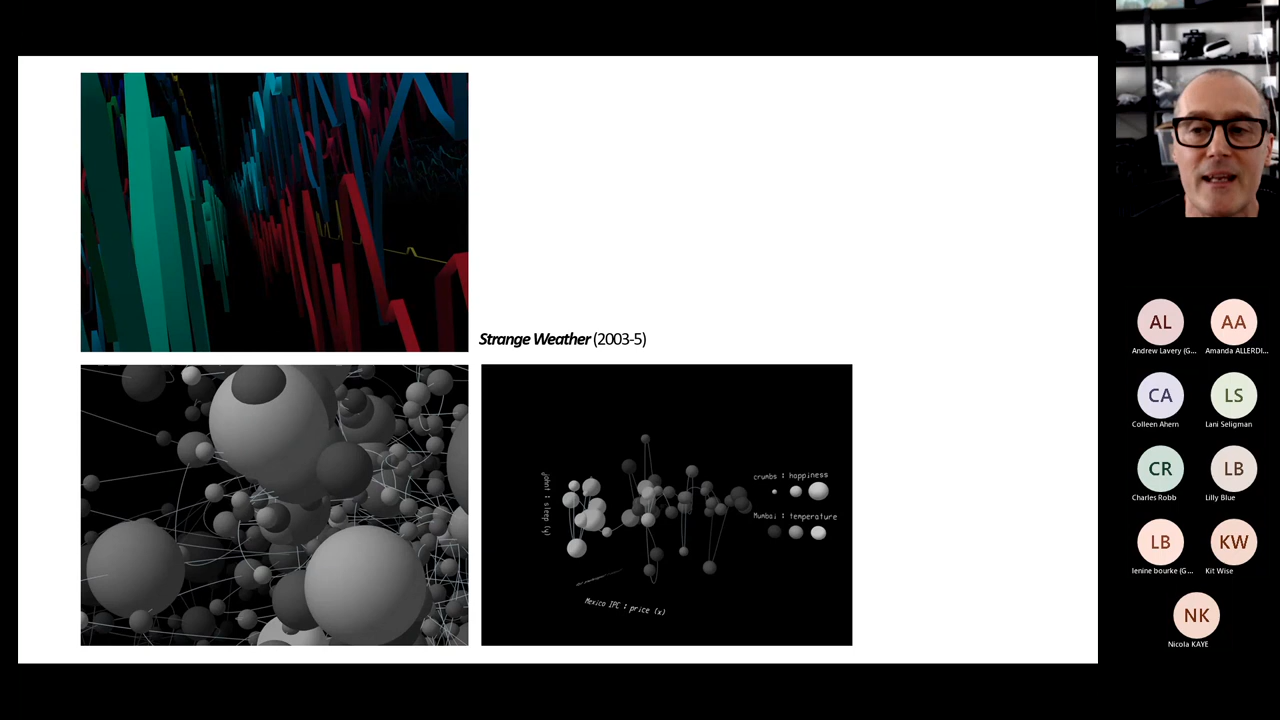 Strange Weather (2003-5)
john! : sleep (y)
crumbs : happiness
Mumbai : temperature
Mexico IPC : price (x)
AL
AA
Andrew Lavery (G...
Amanda ALLERDI...
CA
LS
Colleen Ahern
Lani Seligman
CR
LB
Charles Robb
Lilly Blue
LB
KW
lenine bourke (G...
Kit Wise
NK
Nicola KAYE